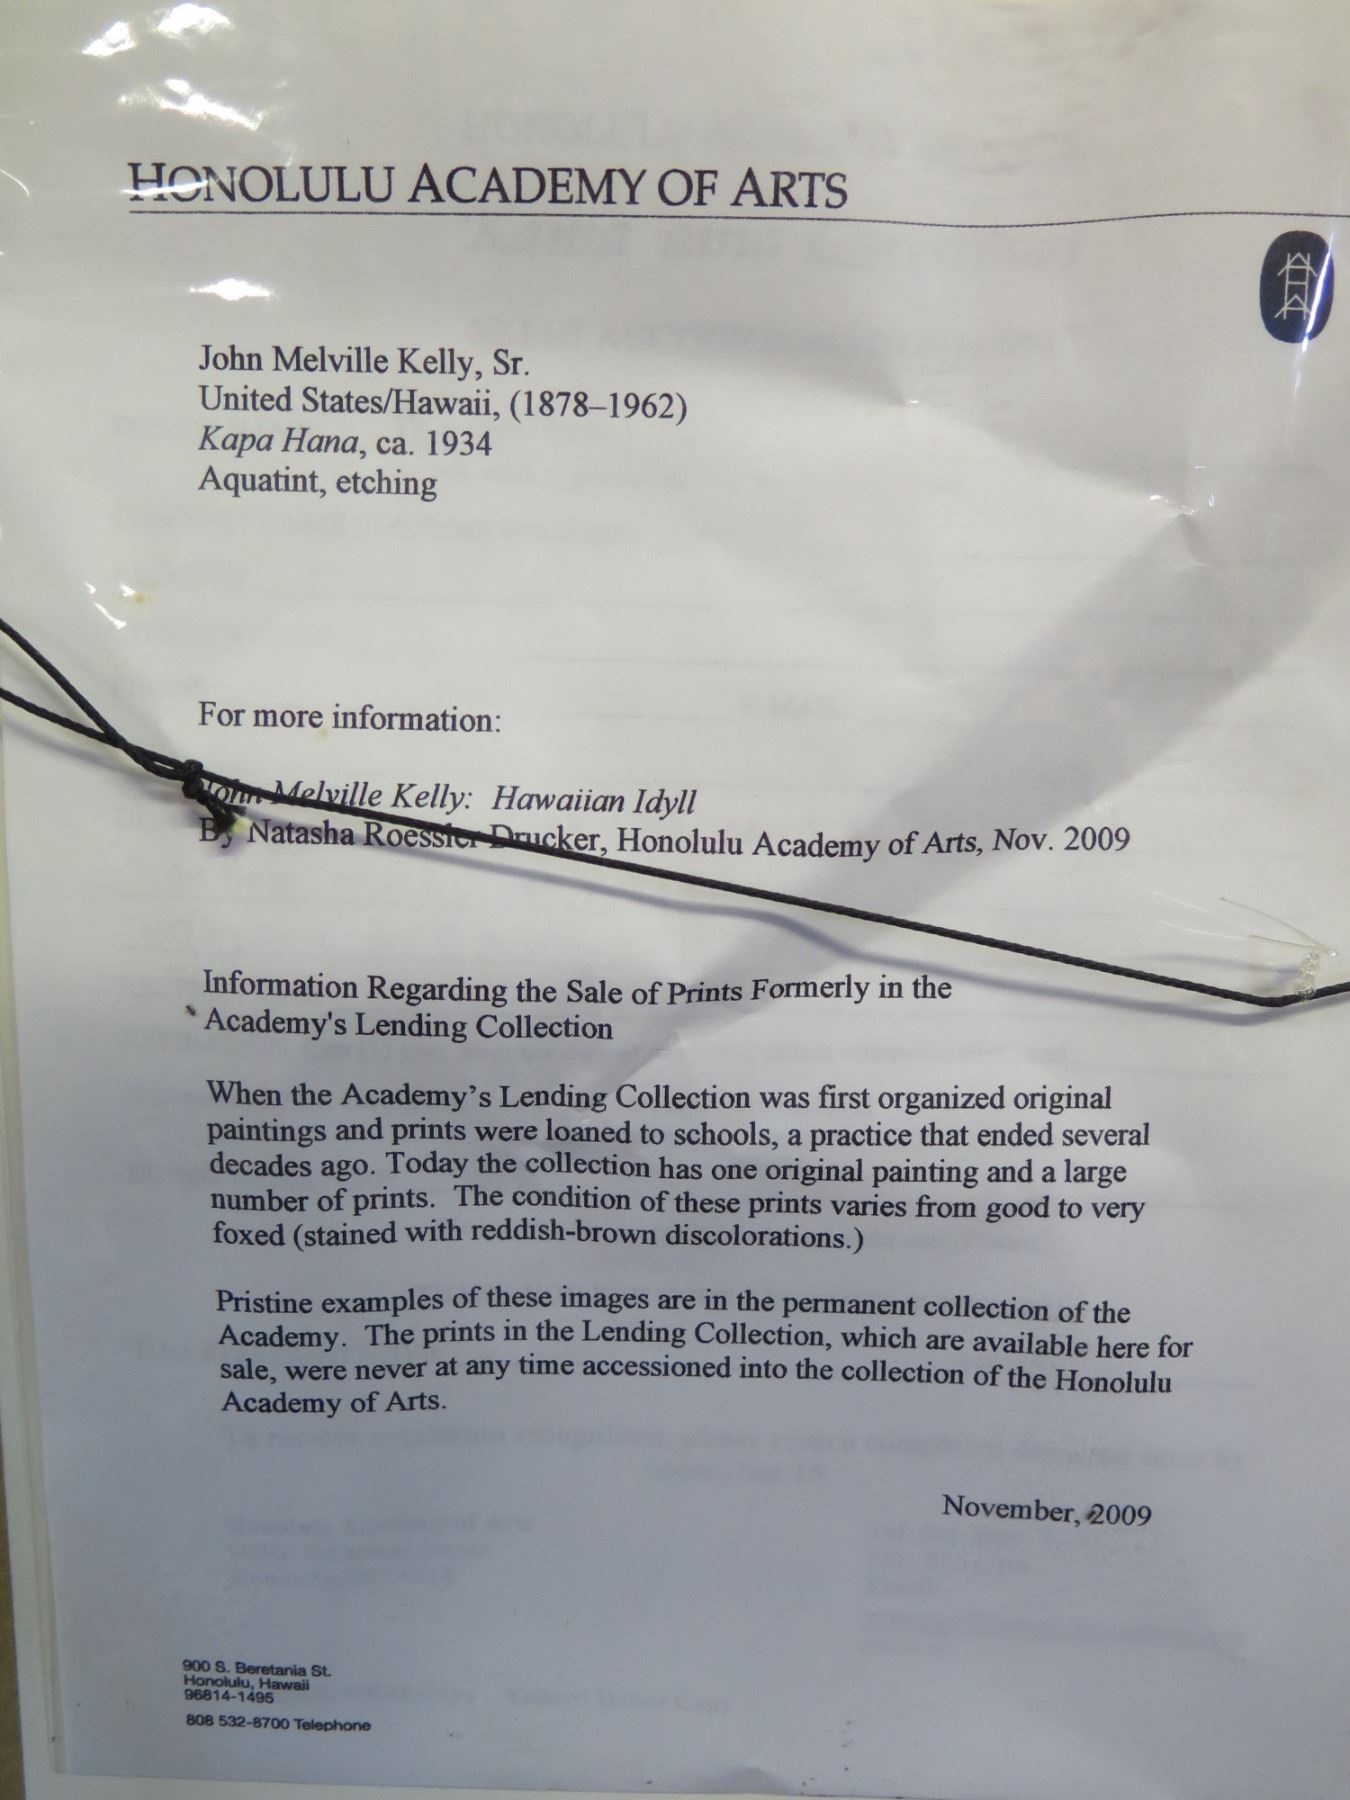 HONOLULU ACADEMY OF ARTS
John Melville Kelly, Sr.
United States/Hawaii, (1878–1962)
Kapa Hana, ca. 1934
Aquatint, etching
For more information:
John Melville Kelly: Hawaiian Idyll
By Natasha Roessler Drucker, Honolulu Academy of Arts, Nov. 2009
Information Regarding the Sale of Prints Formerly in the
Academy's Lending Collection
When the Academy’s Lending Collection was first organized original
paintings and prints were loaned to schools, a practice that ended several
decades ago. Today the collection has one original painting and a large
number of prints. The condition of these prints varies from good to very
foxed (stained with reddish-brown discolorations.)
Pristine examples of these images are in the permanent collection of the
Academy. The prints in the Lending Collection, which are available here for
sale, were never at any time accessioned into the collection of the Honolulu
Academy of Arts.
November, 2009
900 S. Beretania St.
Honolulu, Hawaii
96814-1495
808 532-8700 Telephone